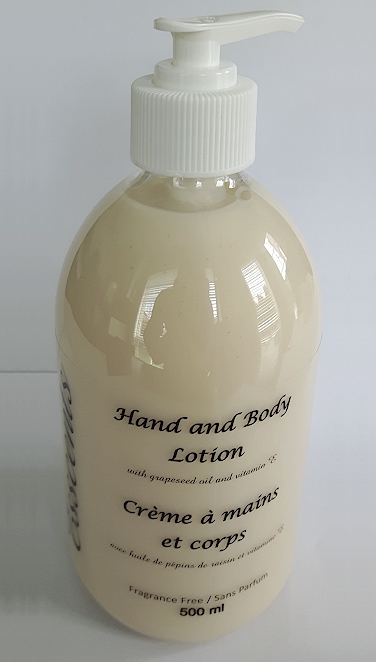 Hand and Body
Lotion
with grapeseed oil and vitamin "E
Crème à mains
et corps
avec huile de pépins de raisin et vitamine "E
Fragrance Free / Sans Parfum
500 ml